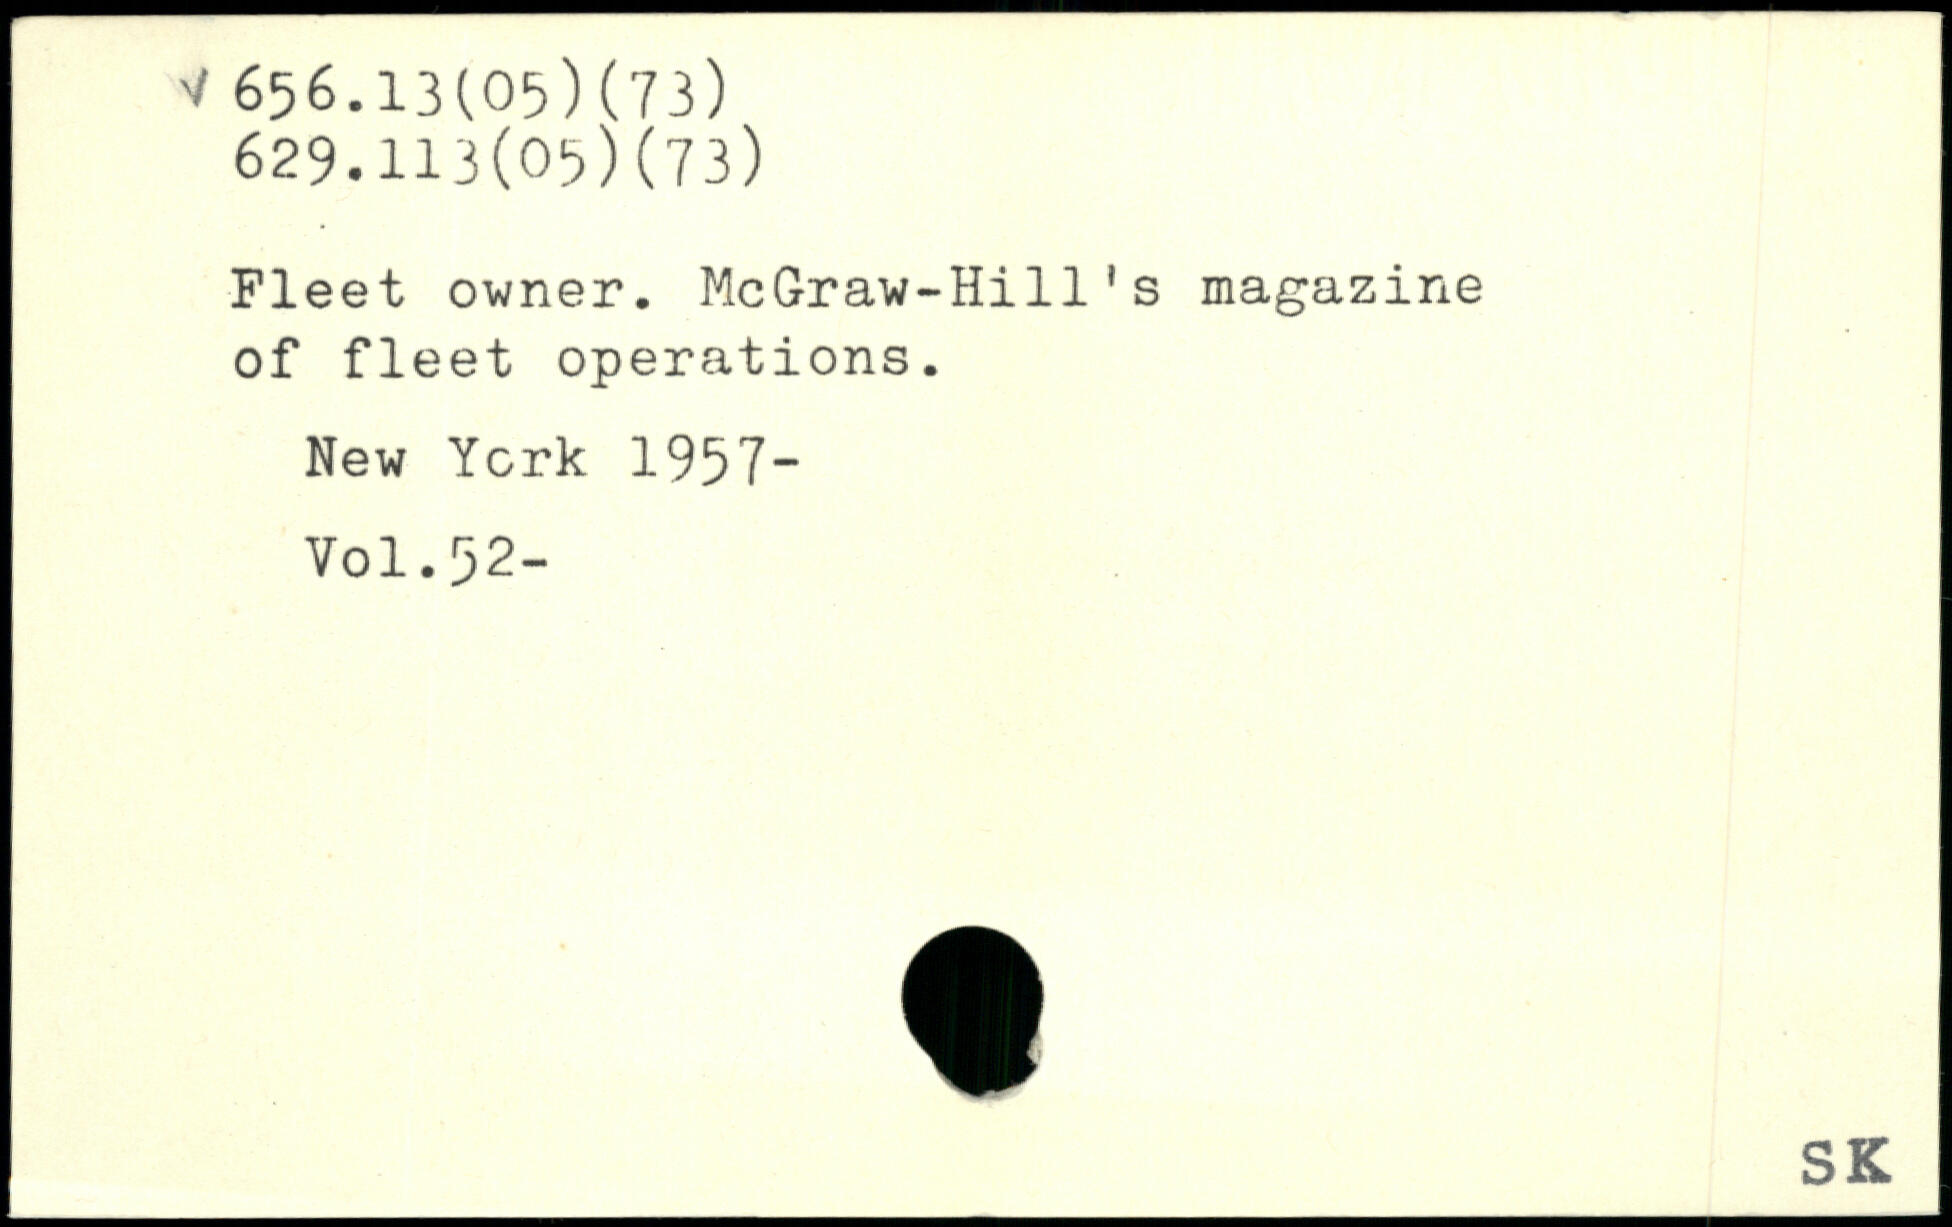 ✓ 656.13(05)(73)
629.113(05)(73)
Fleet owner. McGraw-Hill's magazine
of fleet operations.
New York 1957-
Vol.52-
SK